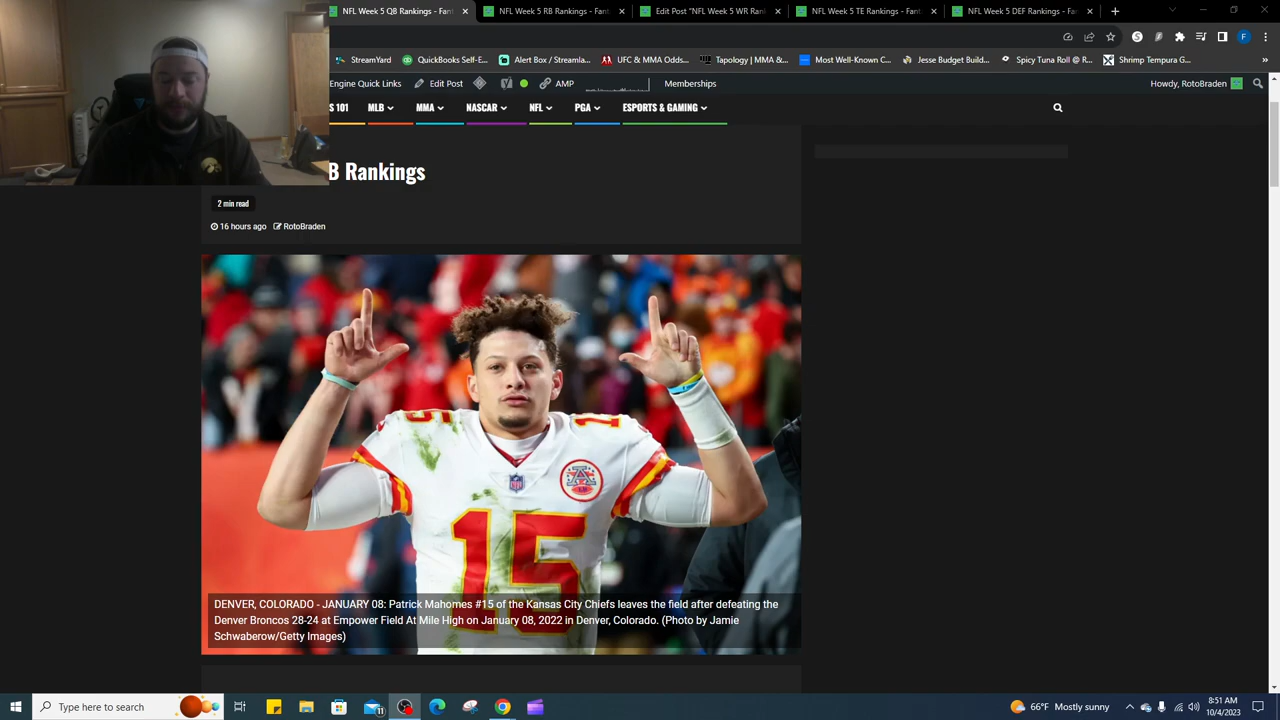 NFL Week 5 QB Rankings - Fant
NFL Week 5 RB Rankings - Fant
Edit Post "NFL Week 5 WR Rank
NFL Week 5 TE Rankings - Fant
NFL Week 5 DEF Rankings - Fan
StreamYard
QuickBooks Self-E...
Alert Box / Streamla...
UFC & MMA Odds...
Tapology | MMA &...
Most Well-Known C...
Jesse Budget Build...
Spicy Tuna Roll @ I...
Shrimp Tempura G...
Engine Quick Links
Edit Post
AMP
Memberships
Howdy, RotoBraden
S 101
MLB
MMA
NASCAR
NFL
PGA
ESPORTS & GAMING
B Rankings
2 min read
16 hours ago
RotoBraden
15
15
DENVER, COLORADO - JANUARY 08: Patrick Mahomes #15 of the Kansas City Chiefs leaves the field after defeating the
Denver Broncos 28-24 at Empower Field At Mile High on January 08, 2022 in Denver, Colorado. (Photo by Jamie
Schwaberow/Getty Images)
Type here to search
11
66°F Mostly sunny
8:51 AM
10/4/2023